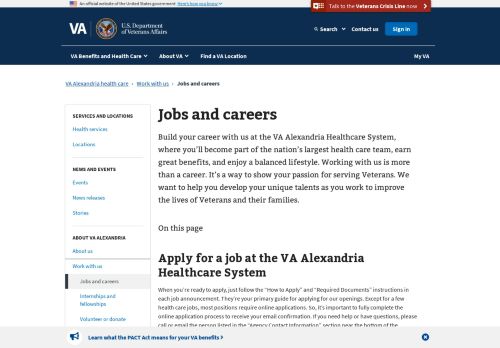 An official website of the United States government Here's how you know
Talk to the Veterans Crisis Line now
VA
U.S. Department
of Veterans Affairs
Search
Contact us
Sign in
VA Benefits and Health Care
About VA
Find a VA Location
My VA
VA Alexandria health care › Work with us › Jobs and careers
SERVICES AND LOCATIONS
Health services
Locations
NEWS AND EVENTS
Events
News releases
Stories
ABOUT VA ALEXANDRIA
About us
Work with us
Jobs and careers
Internships and
fellowships
Volunteer or donate
Jobs and careers
Build your career with us at the VA Alexandria Healthcare System,
where you'll become part of the nation's largest health care team, earn
great benefits, and enjoy a balanced lifestyle. Working with us is more
than a career. It's a way to show your passion for serving Veterans. We
want to help you develop your unique talents as you work to improve
the lives of Veterans and their families.
On this page
Apply for a job at the VA Alexandria
Healthcare System
When you're ready to apply, just follow the "How to Apply" and "Required Documents" instructions in
each job announcement. They're your primary guide for applying for our openings. Except for a few
health care jobs, most positions require online applications. So, it's important to fully complete the
online application process to receive your email confirmation. If you need help or have questions, please
call or email the person listed in the "Agency Contact Information" section near the bottom of the
Learn what the PACT Act means for your VA benefits